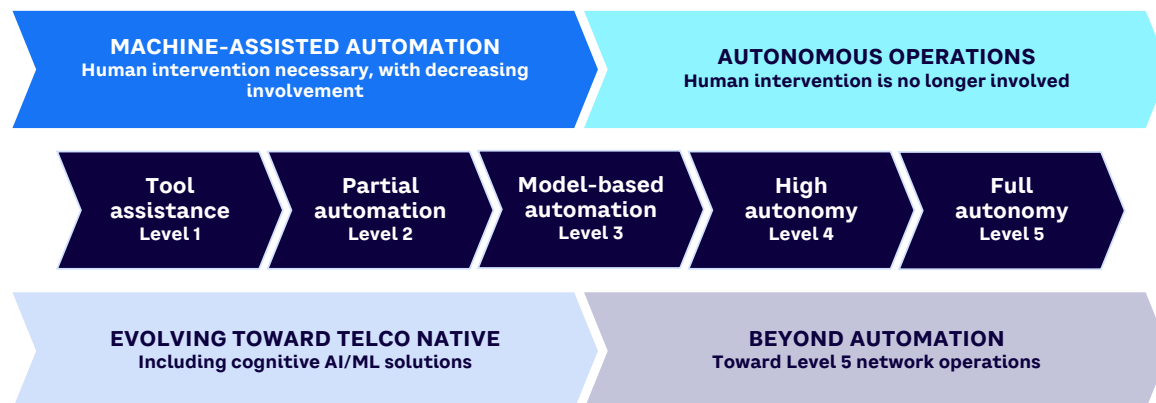 MACHINE-ASSISTED AUTOMATION
Human intervention necessary, with decreasing
involvement
AUTONOMOUS OPERATIONS
Human intervention is no longer involved
Tool
assistance
Level 1
Partial
automation
Level 2
Model-based
automation
Level 3
High
autonomy
Level 4
Full
autonomy
Level 5
EVOLVING TOWARD TELCO NATIVE
Including cognitive AI/ML solutions
BEYOND AUTOMATION
Toward Level 5 network operations